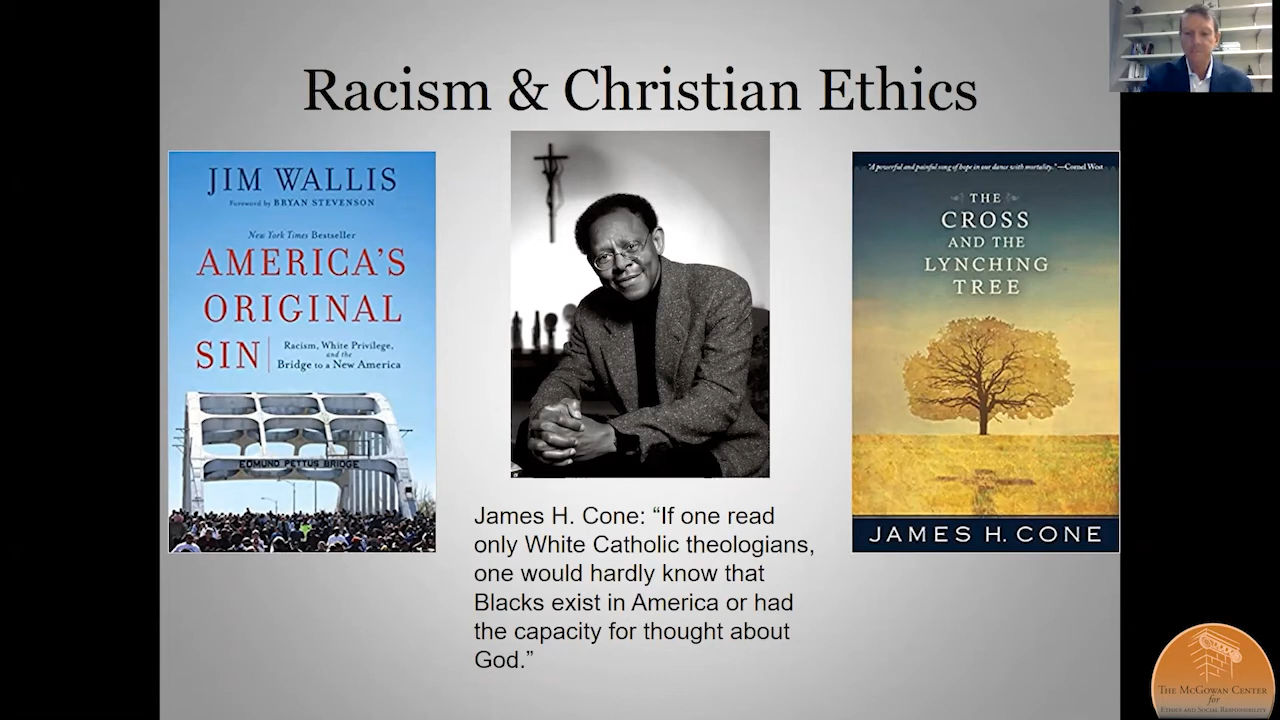 Racism & Christian Ethics
JIM WALLIS
Foreword by BRYAN STEVENSON
New York Times Bestseller
AMERICA'S
ORIGINAL
SIN
Racism, White Privilege,
and the
Bridge to a New America
EDMUND PETTUS BRIDGE
James H. Cone: “If one read
only White Catholic theologians,
one would hardly know that
Blacks exist in America or had
the capacity for thought about
God.”
"A powerful and painful song of hope in our dance with mortality."—Cornel West
THE
CROSS
AND THE
LYNCHING
TREE
JAMES H. CONE
THE MCGOWAN CENTER
for
ETHICS AND SOCIAL RESPONSIBILITY